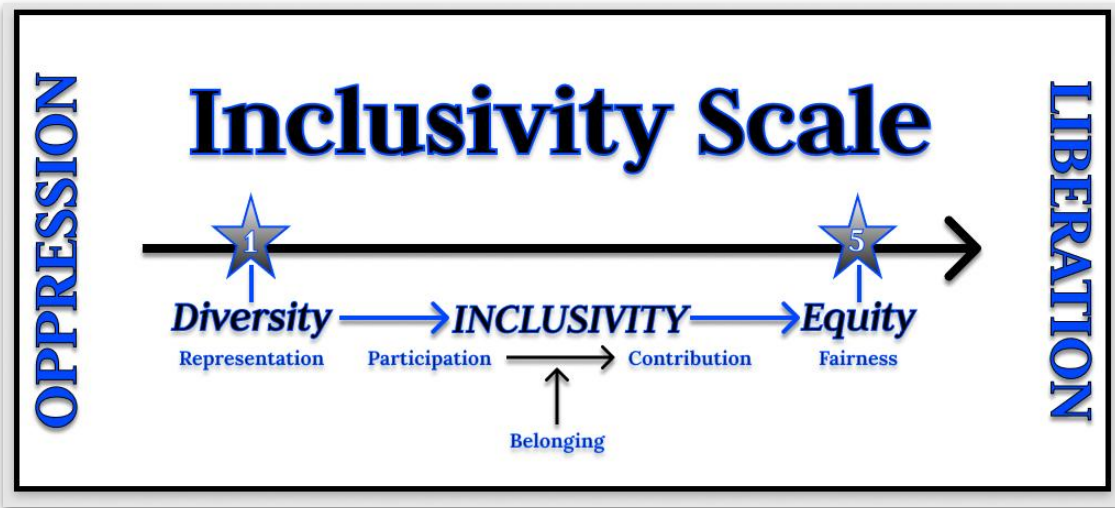 OPPRESSION
Inclusivity Scale
LIBERATION
1
5
Diversity
INCLUSIVITY
Equity
Representation
Participation
Contribution
Fairness
Belonging